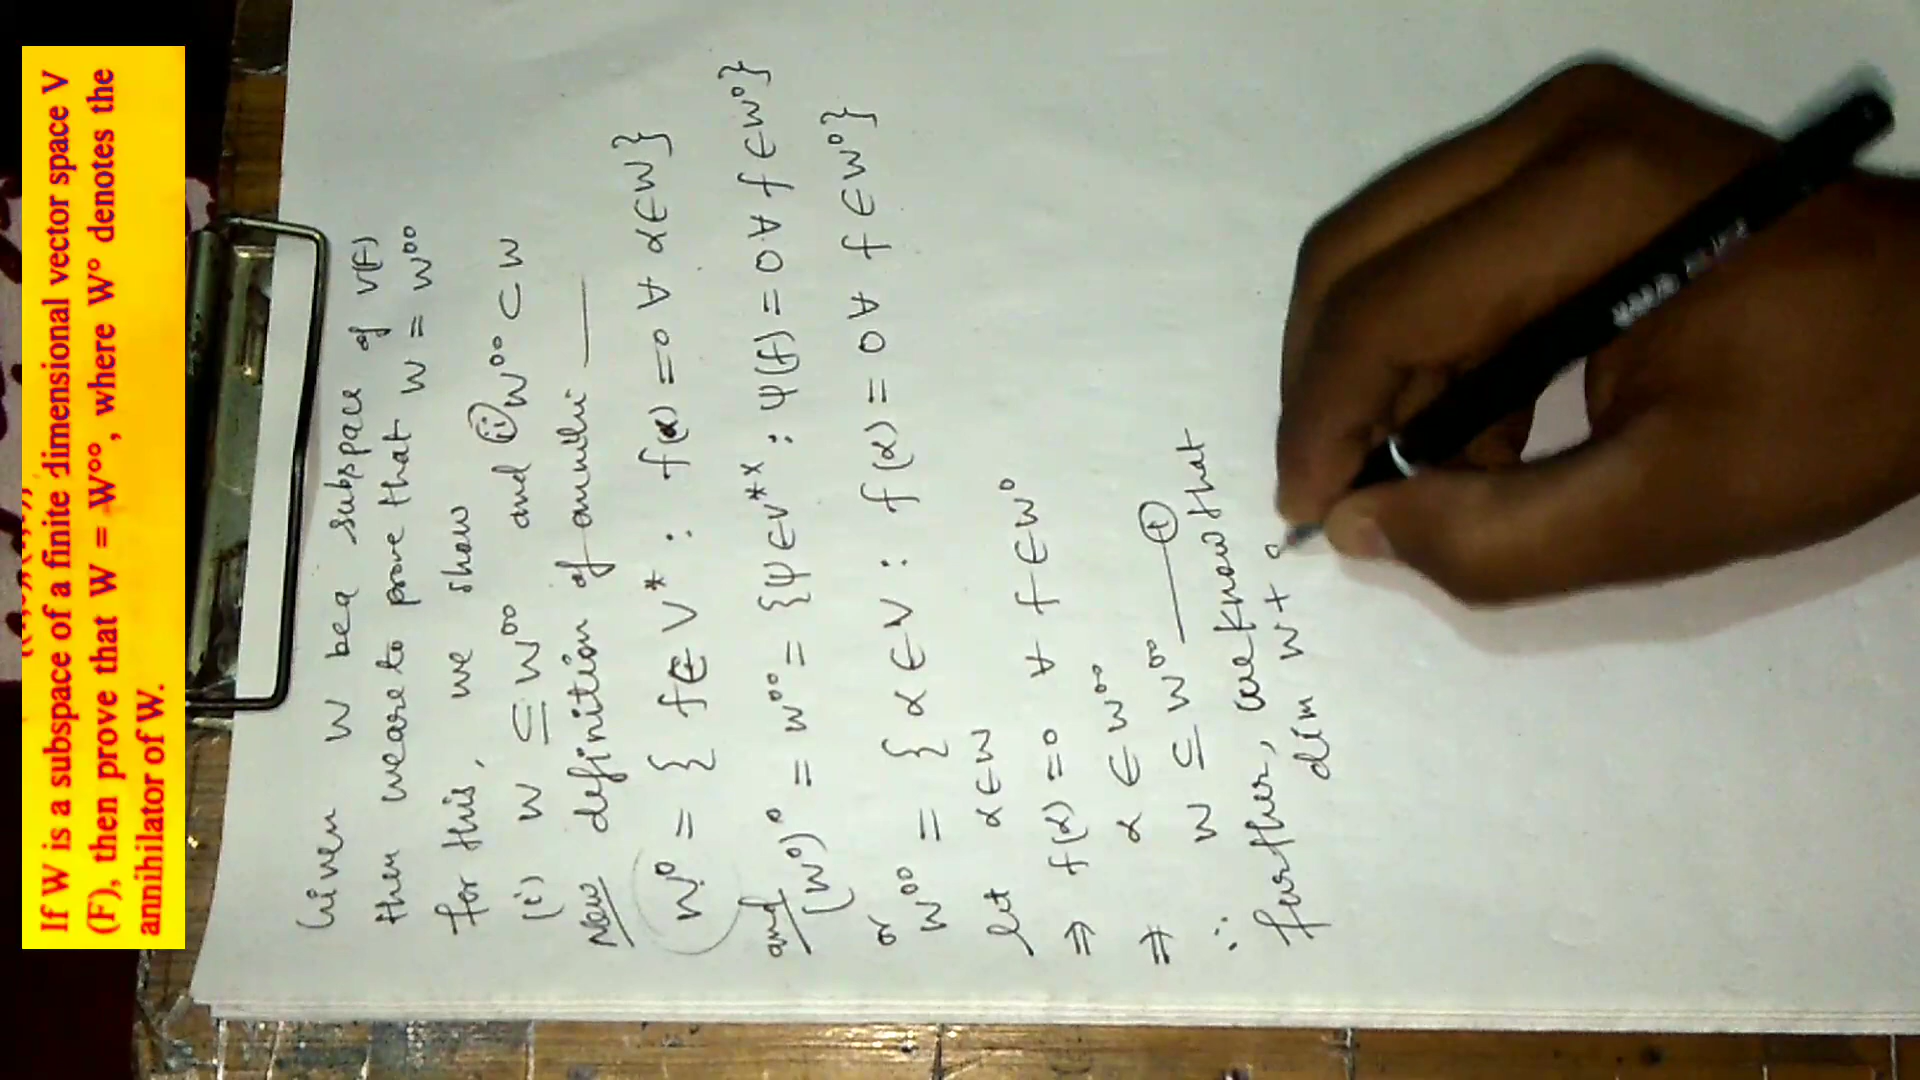 If W is a subspace of a finite dimensional vector space V
(F), then prove that W = W°°, where W° denotes the
annihilator of W.
Given W be a subspace of V(F)
then we are to prove that W = W°°
for this, we show
(i) W ⊆ W°° and (ii) W°° ⊂ W
Now definition of annihi ———
W° = { f ∈ V* : f(α) = 0 ∀ α ∈ W }
and
(W°)° = W°° = {ψ ∈ V** : ψ(f) = 0 ∀ f ∈ W°}
or
W°° = { α ∈ V : f(α) = 0 ∀ f ∈ W°}
let α ∈ W
⇒ f(α) = 0 ∀ f ∈ W°
⇒ α ∈ W°°
∴ W ⊆ W°° ——— (1)
further, we know that
dim W +